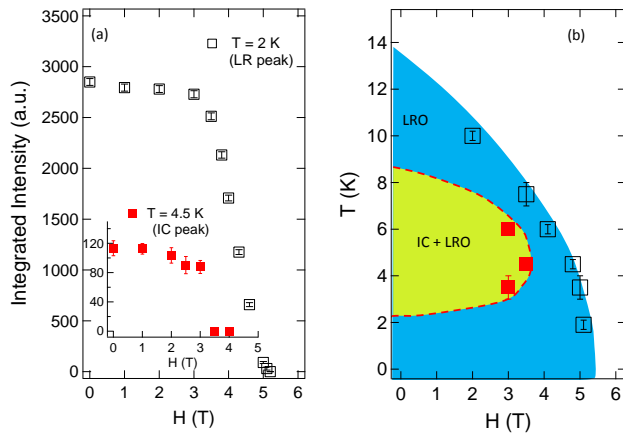 (a)
T = 2 K
(LR peak)
Integrated Intensity (a.u.)
3500
3000
2500
2000
1500
1000
500
0
T = 4.5 K
(IC peak)
120
80
40
0
0 1 2 3 4 5
H (T)
0 1 2 3 4 5 6
H (T)
(b)
T (K)
14
12
10
8
6
4
2
0
LRO
IC + LRO
0 1 2 3 4 5 6
H (T)